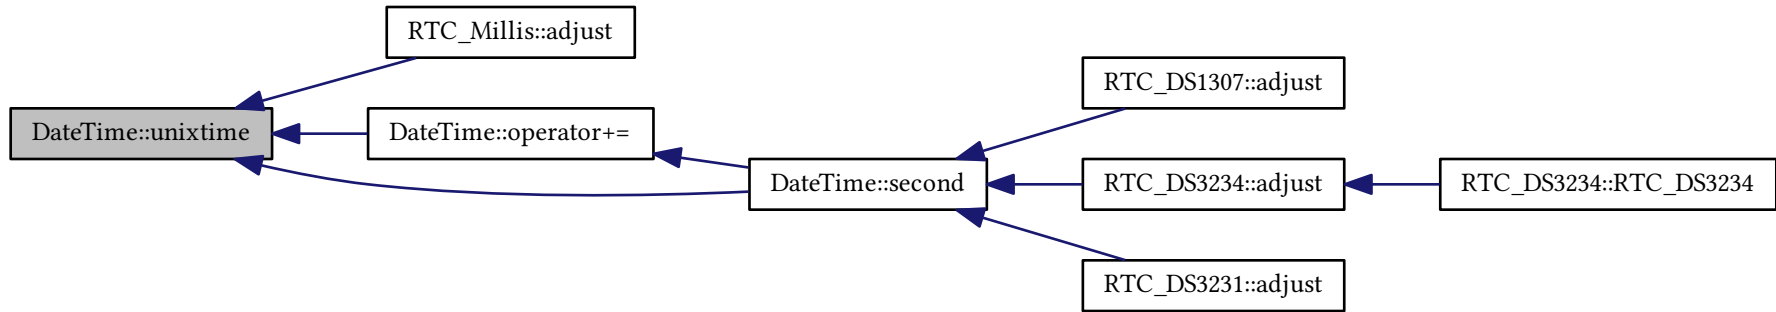 RTC_Millis::adjust
DateTime::unixtime
DateTime::operator+=
DateTime::second
RTC_DS1307::adjust
RTC_DS3234::adjust
RTC_DS3234::RTC_DS3234
RTC_DS3231::adjust